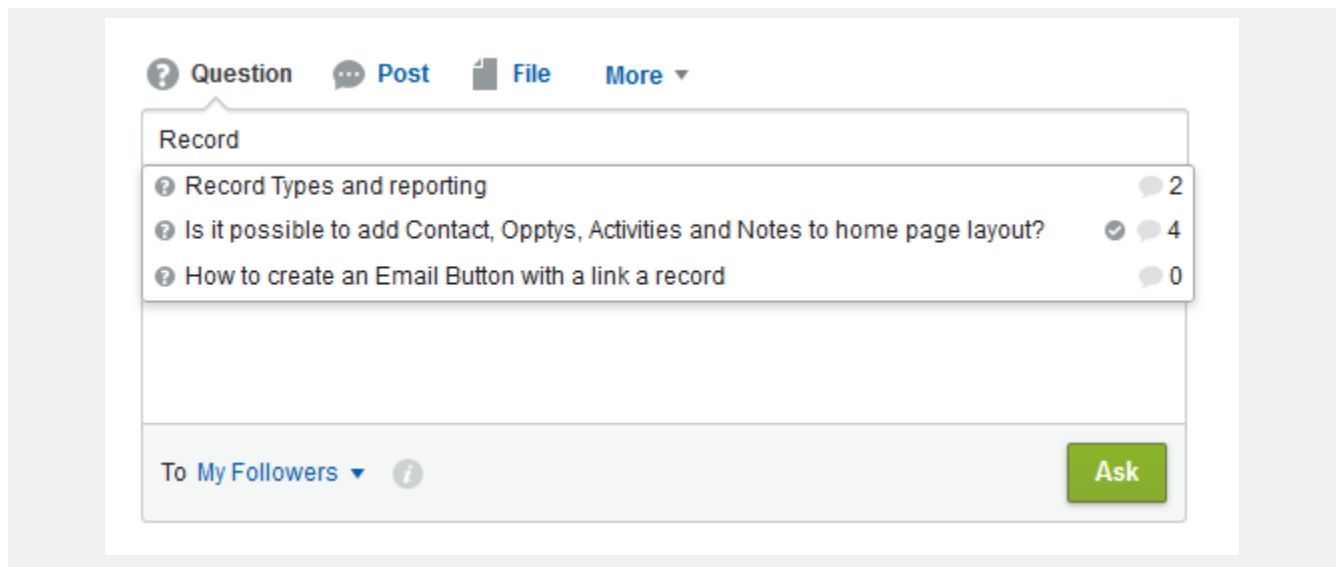 Question Post File More
Record
Record Types and reporting 2
Is it possible to add Contact, Opptys, Activities and Notes to home page layout? 4
How to create an Email Button with a link a record 0
To My Followers Ask